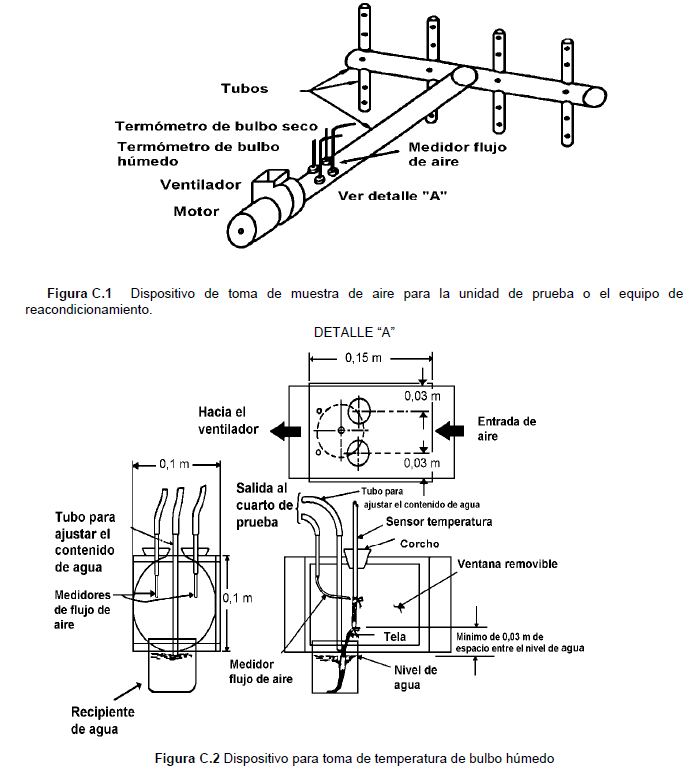 Tubos
Termómetro de bulbo seco
Termómetro de bulbo
húmedo
Medidor flujo
de aire
Ventilador
Ver detalle "A"
Motor
Figura C.1 Dispositivo de toma de muestra de aire para la unidad de prueba o el equipo de
reacondicionamiento.
DETALLE “A”
0,15 m
0,03 m
Hacia el
ventilador
Entrada de
aire
0,03 m
0,1 m
Salida al
cuarto de
prueba
Tubo para
ajustar el contenido de agua
Sensor temperatura
Corcho
Tubo para
ajustar el
contenido
de agua
Ventana removible
Medidores
de flujo de
aire
0,1 m
Tela
Mínimo de 0,03 m de
espacio entre el nivel de agua
Medidor
flujo de aire
Nivel de
agua
Recipiente
de agua
Figura C.2 Dispositivo para toma de temperatura de bulbo húmedo